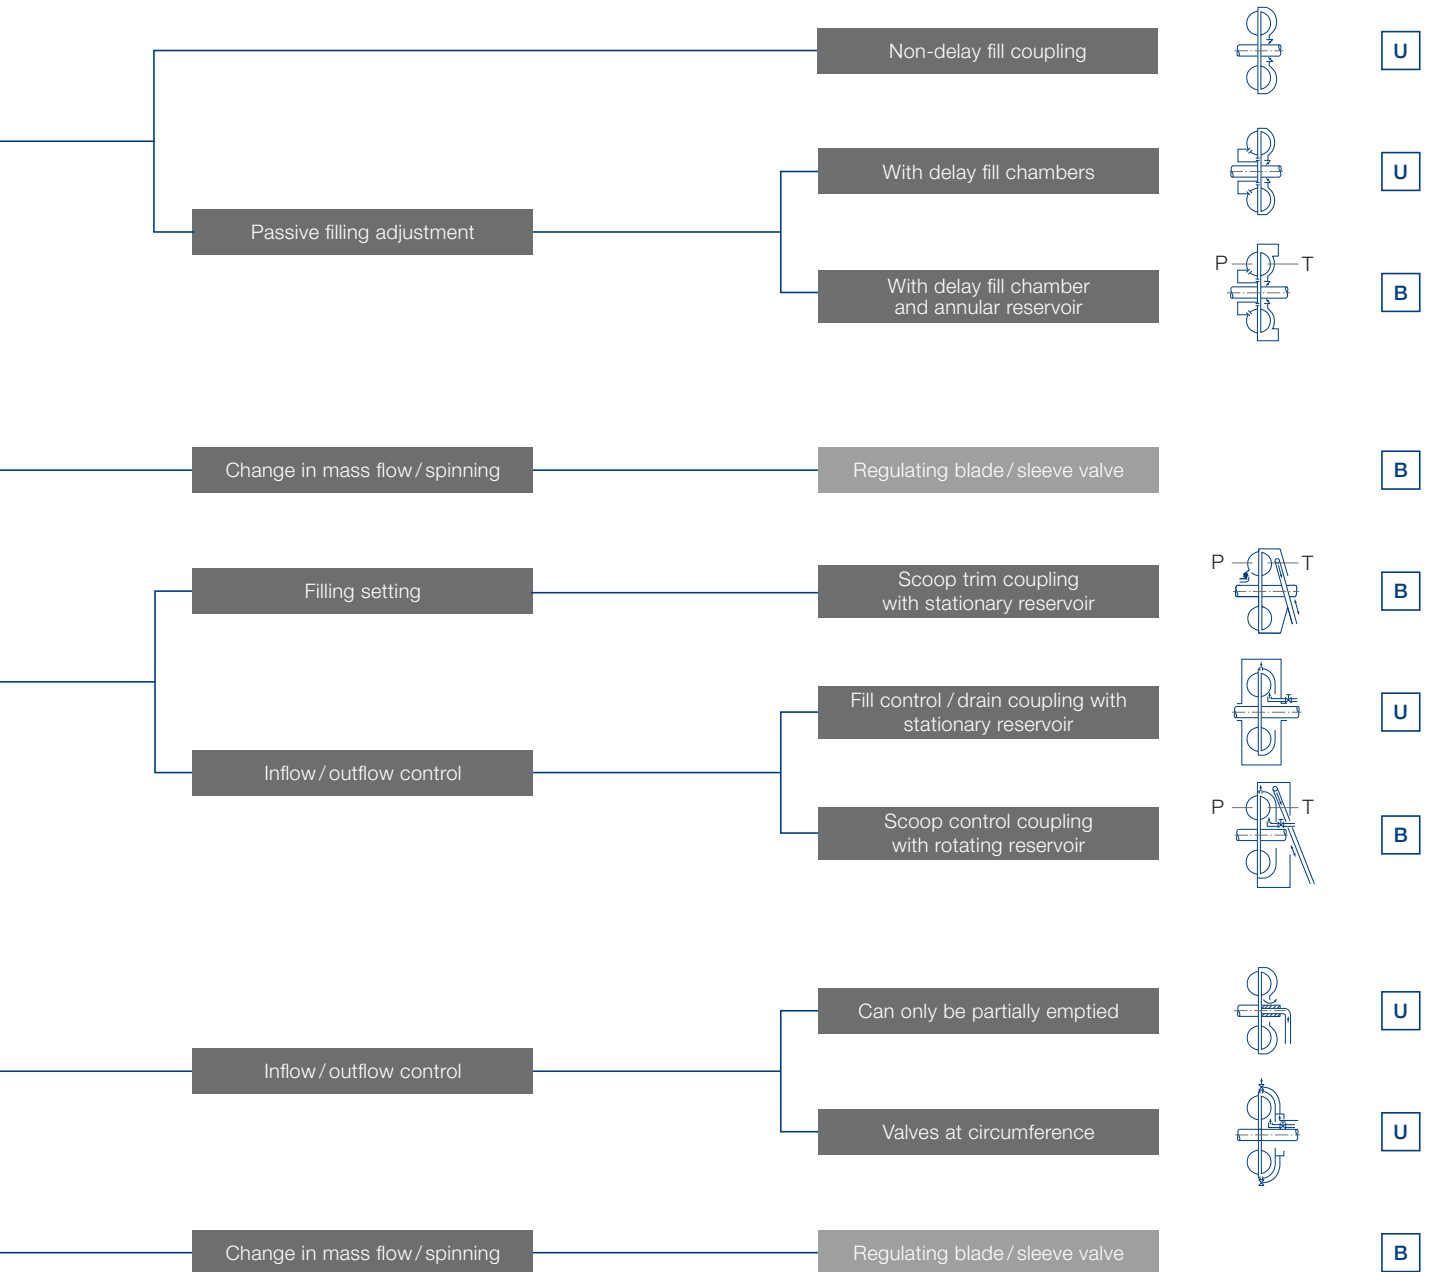 Non-delay fill coupling
U
With delay fill chambers
U
Passive filling adjustment
With delay fill chamber
and annular reservoir
P
T
B
Change in mass flow / spinning
Regulating blade / sleeve valve
B
Filling setting
Scoop trim coupling
with stationary reservoir
P
T
B
Fill control / drain coupling with
stationary reservoir
U
Inflow / outflow control
Scoop control coupling
with rotating reservoir
P
T
B
Can only be partially emptied
U
Inflow / outflow control
Valves at circumference
U
Change in mass flow / spinning
Regulating blade / sleeve valve
B